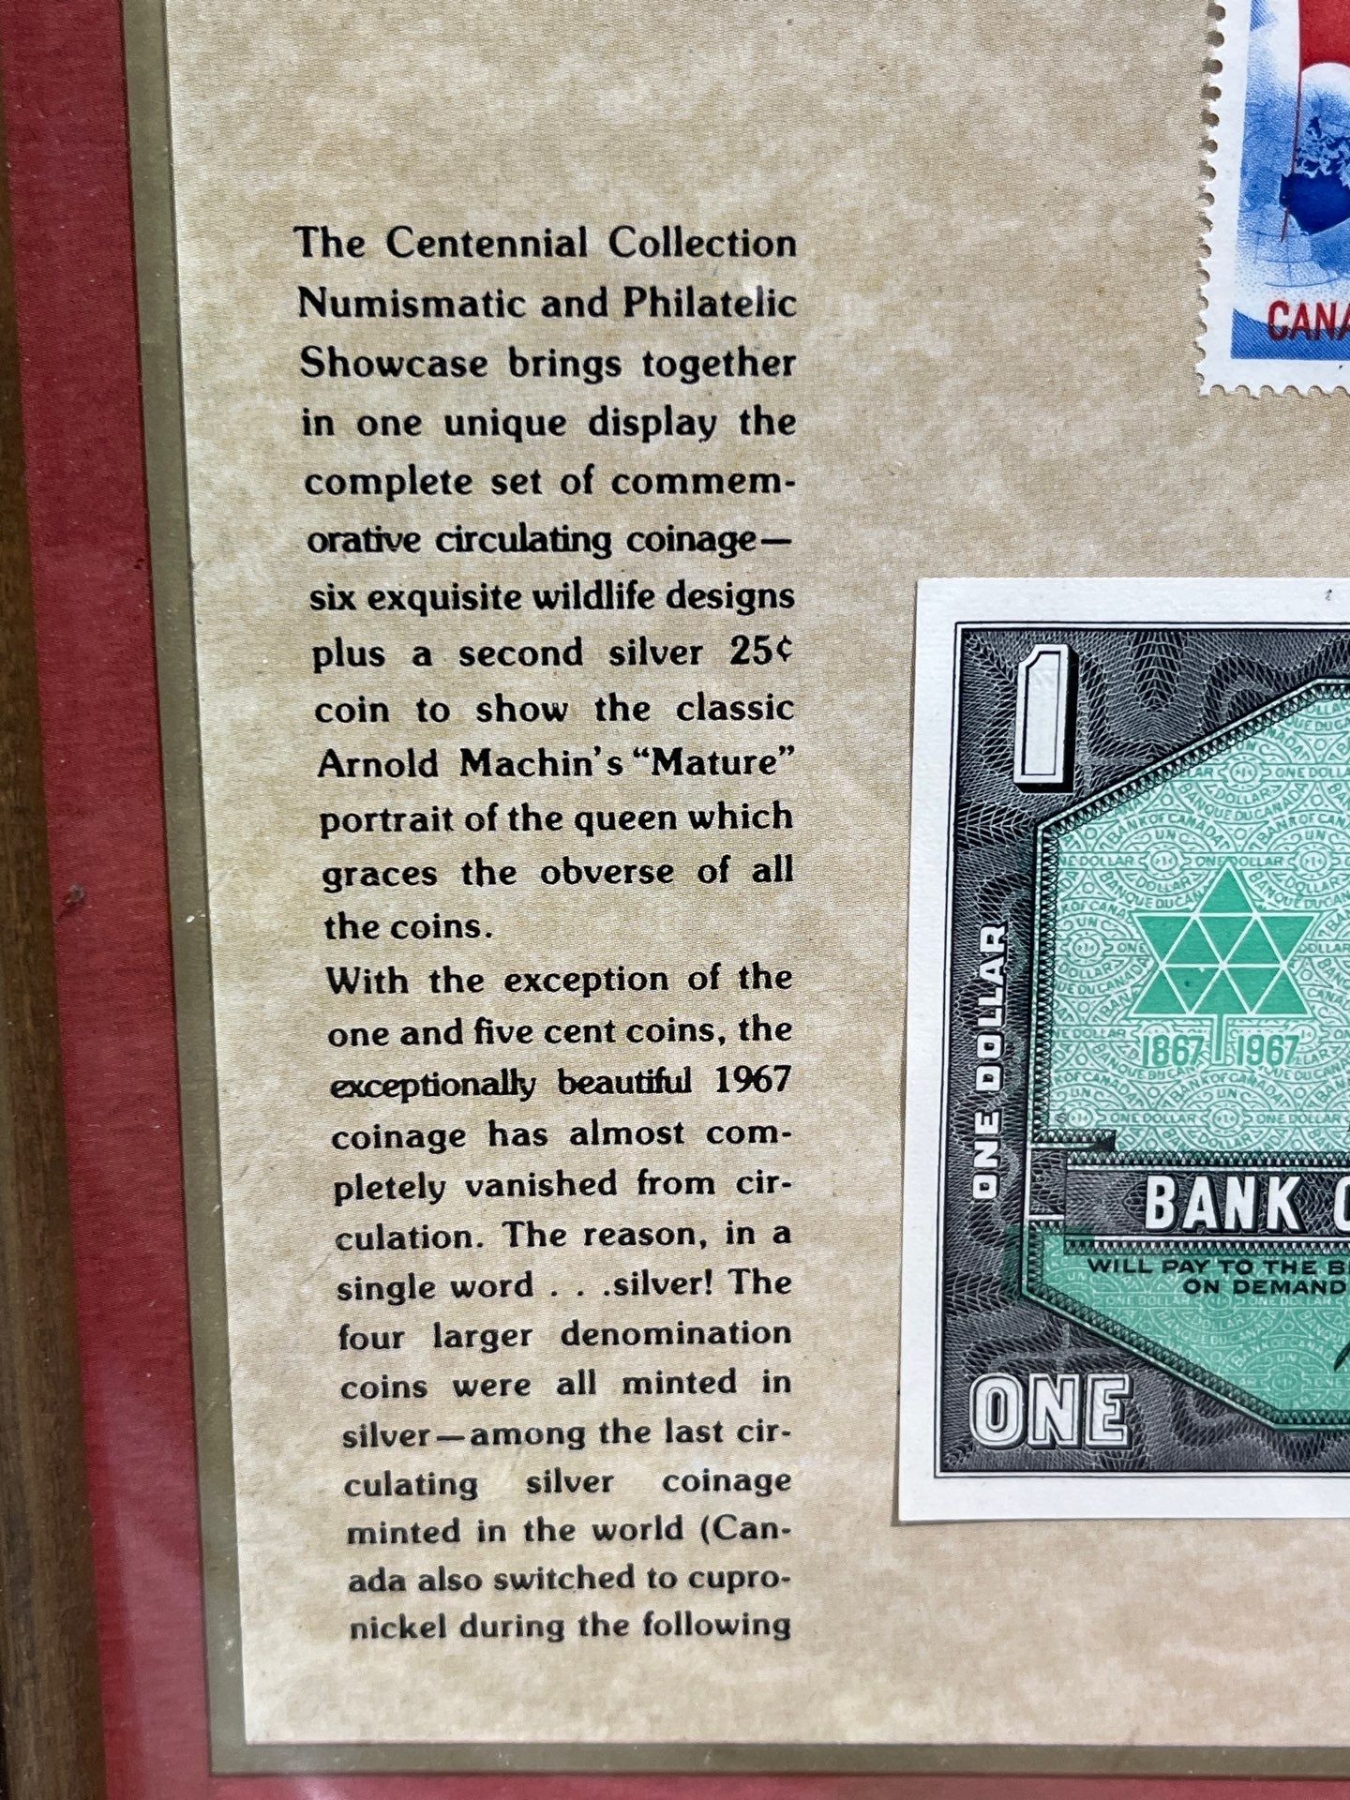 The Centennial Collection
Numismatic and Philatelic
Showcase brings together
in one unique display the
complete set of commem-
orative circulating coinage—
six exquisite wildlife designs
plus a second silver 25¢
coin to show the classic
Arnold Machin's "Mature"
portrait of the queen which
graces the obverse of all
the coins.
With the exception of the
one and five cent coins, the
exceptionally beautiful 1967
coinage has almost com-
pletely vanished from cir-
culation. The reason, in a
single word . . .silver! The
four larger denomination
coins were all minted in
silver—among the last cir-
culating silver coinage
minted in the world (Can-
ada also switched to cupro-
nickel during the following
CANA
1
ONE DOLLAR
1867 1967
BANK
WILL PAY TO THE
ON DEMAND
ONE